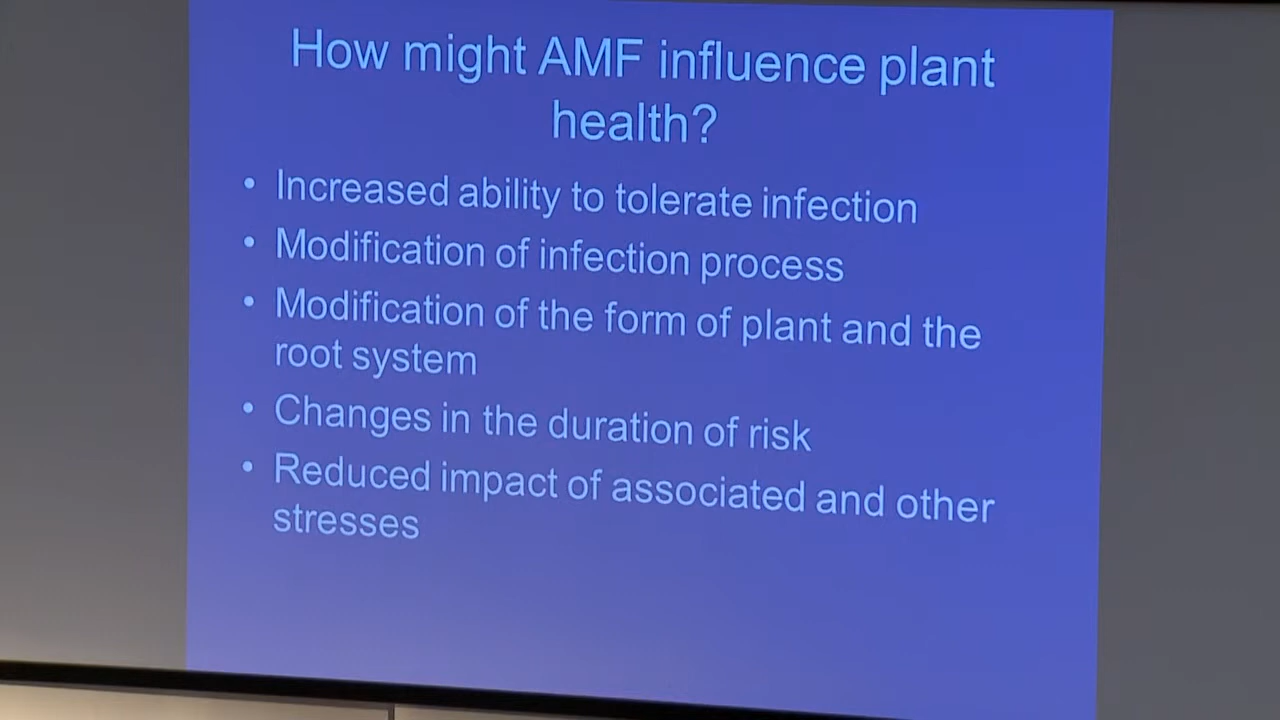 How might AMF influence plant
health?
• Increased ability to tolerate infection
• Modification of infection process
• Modification of the form of plant and the
root system
• Changes in the duration of risk
• Reduced impact of associated and other
stresses